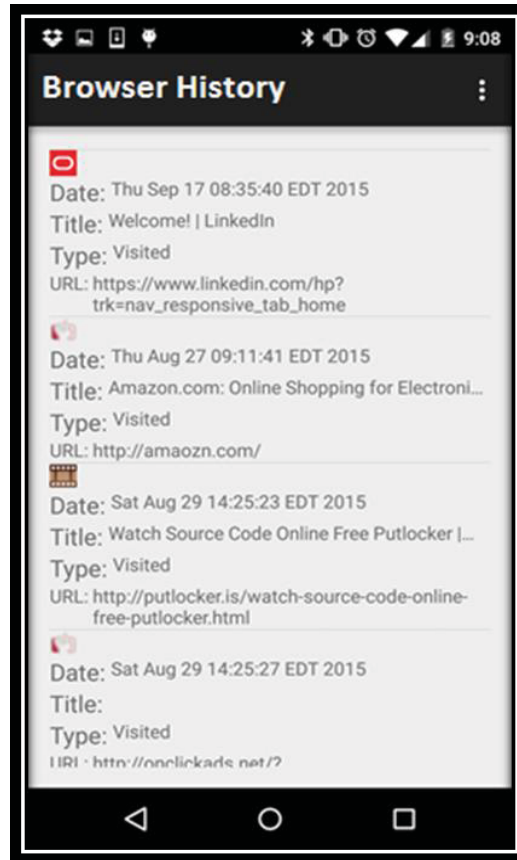 9:08
Browser History
Date: Thu Sep 17 08:35:40 EDT 2015
Title: Welcome! | LinkedIn
Type: Visited
URL: https://www.linkedin.com/hp?
trk=nav_responsive_tab_home
Date: Thu Aug 27 09:11:41 EDT 2015
Title: Amazon.com: Online Shopping for Electroni...
Type: Visited
URL: http://amaozn.com/
Date: Sat Aug 29 14:25:23 EDT 2015
Title: Watch Source Code Online Free Putlocker |...
Type: Visited
URL: http://putlocker.is/watch-source-code-online-
free-putlocker.html
Date: Sat Aug 29 14:25:27 EDT 2015
Title:
Type: Visited
URL: http://onclickads.net/?